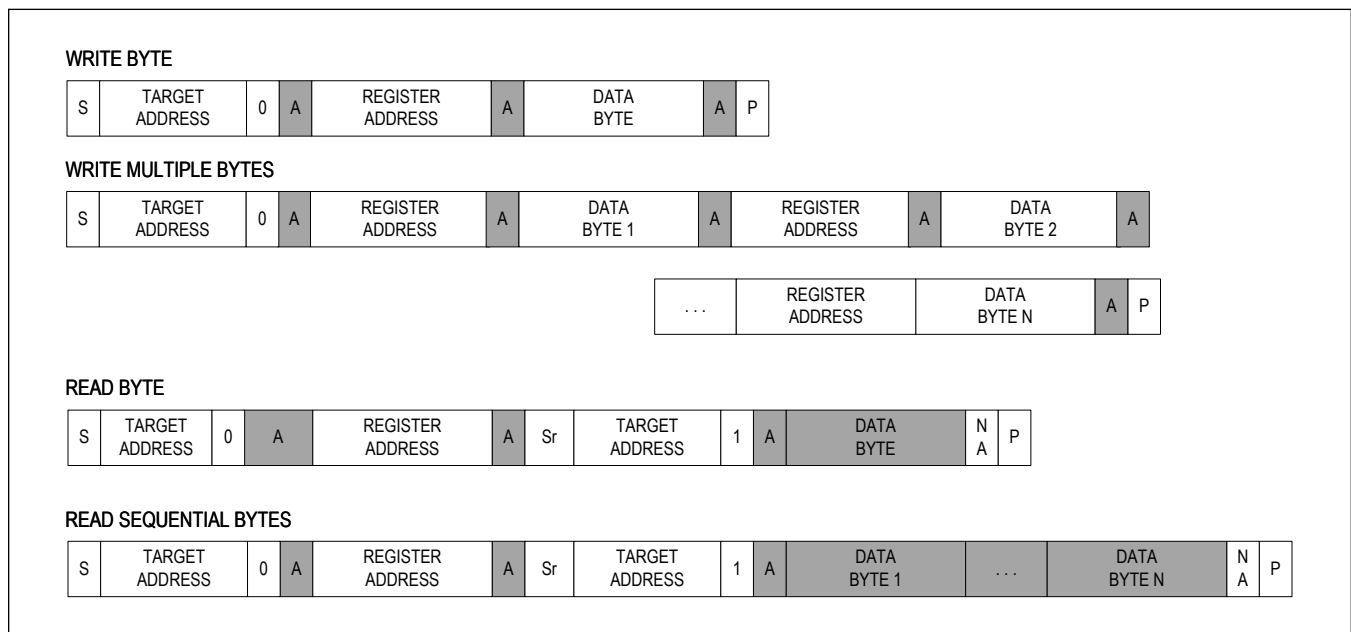 WRITE BYTE
S TARGET ADDRESS 0 A REGISTER ADDRESS A DATA BYTE A P
WRITE MULTIPLE BYTES
S TARGET ADDRESS 0 A REGISTER ADDRESS A DATA BYTE 1 A REGISTER ADDRESS A DATA BYTE 2 A
. . . REGISTER ADDRESS DATA BYTE N A P
READ BYTE
S TARGET ADDRESS 0 A REGISTER ADDRESS A Sr TARGET ADDRESS 1 A DATA BYTE N A P
READ SEQUENTIAL BYTES
S TARGET ADDRESS 0 A REGISTER ADDRESS A Sr TARGET ADDRESS 1 A DATA BYTE 1 . . . DATA BYTE N N A P